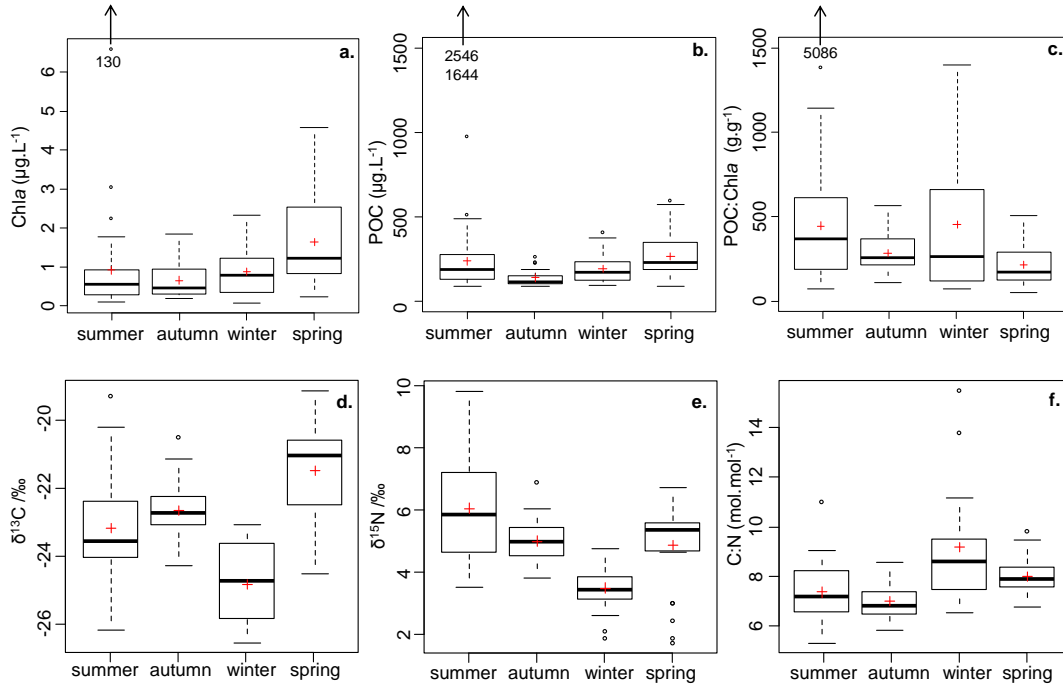 130
a.
6
5
4
3
2
1
0
Chla (µg.L⁻¹)
summer autumn winter spring
2546
1644
b.
1500
1000
500
0
POC (µg.L⁻¹)
summer autumn winter spring
5086
c.
1500
1000
500
0
POC:Chla (g.g⁻¹)
summer autumn winter spring
d.
-20
-22
-24
-26
δ¹³C /‰
summer autumn winter spring
e.
10
8
6
4
2
δ¹⁵N /‰
summer autumn winter spring
f.
14
12
10
8
6
C:N (mol.mol⁻¹)
summer autumn winter spring